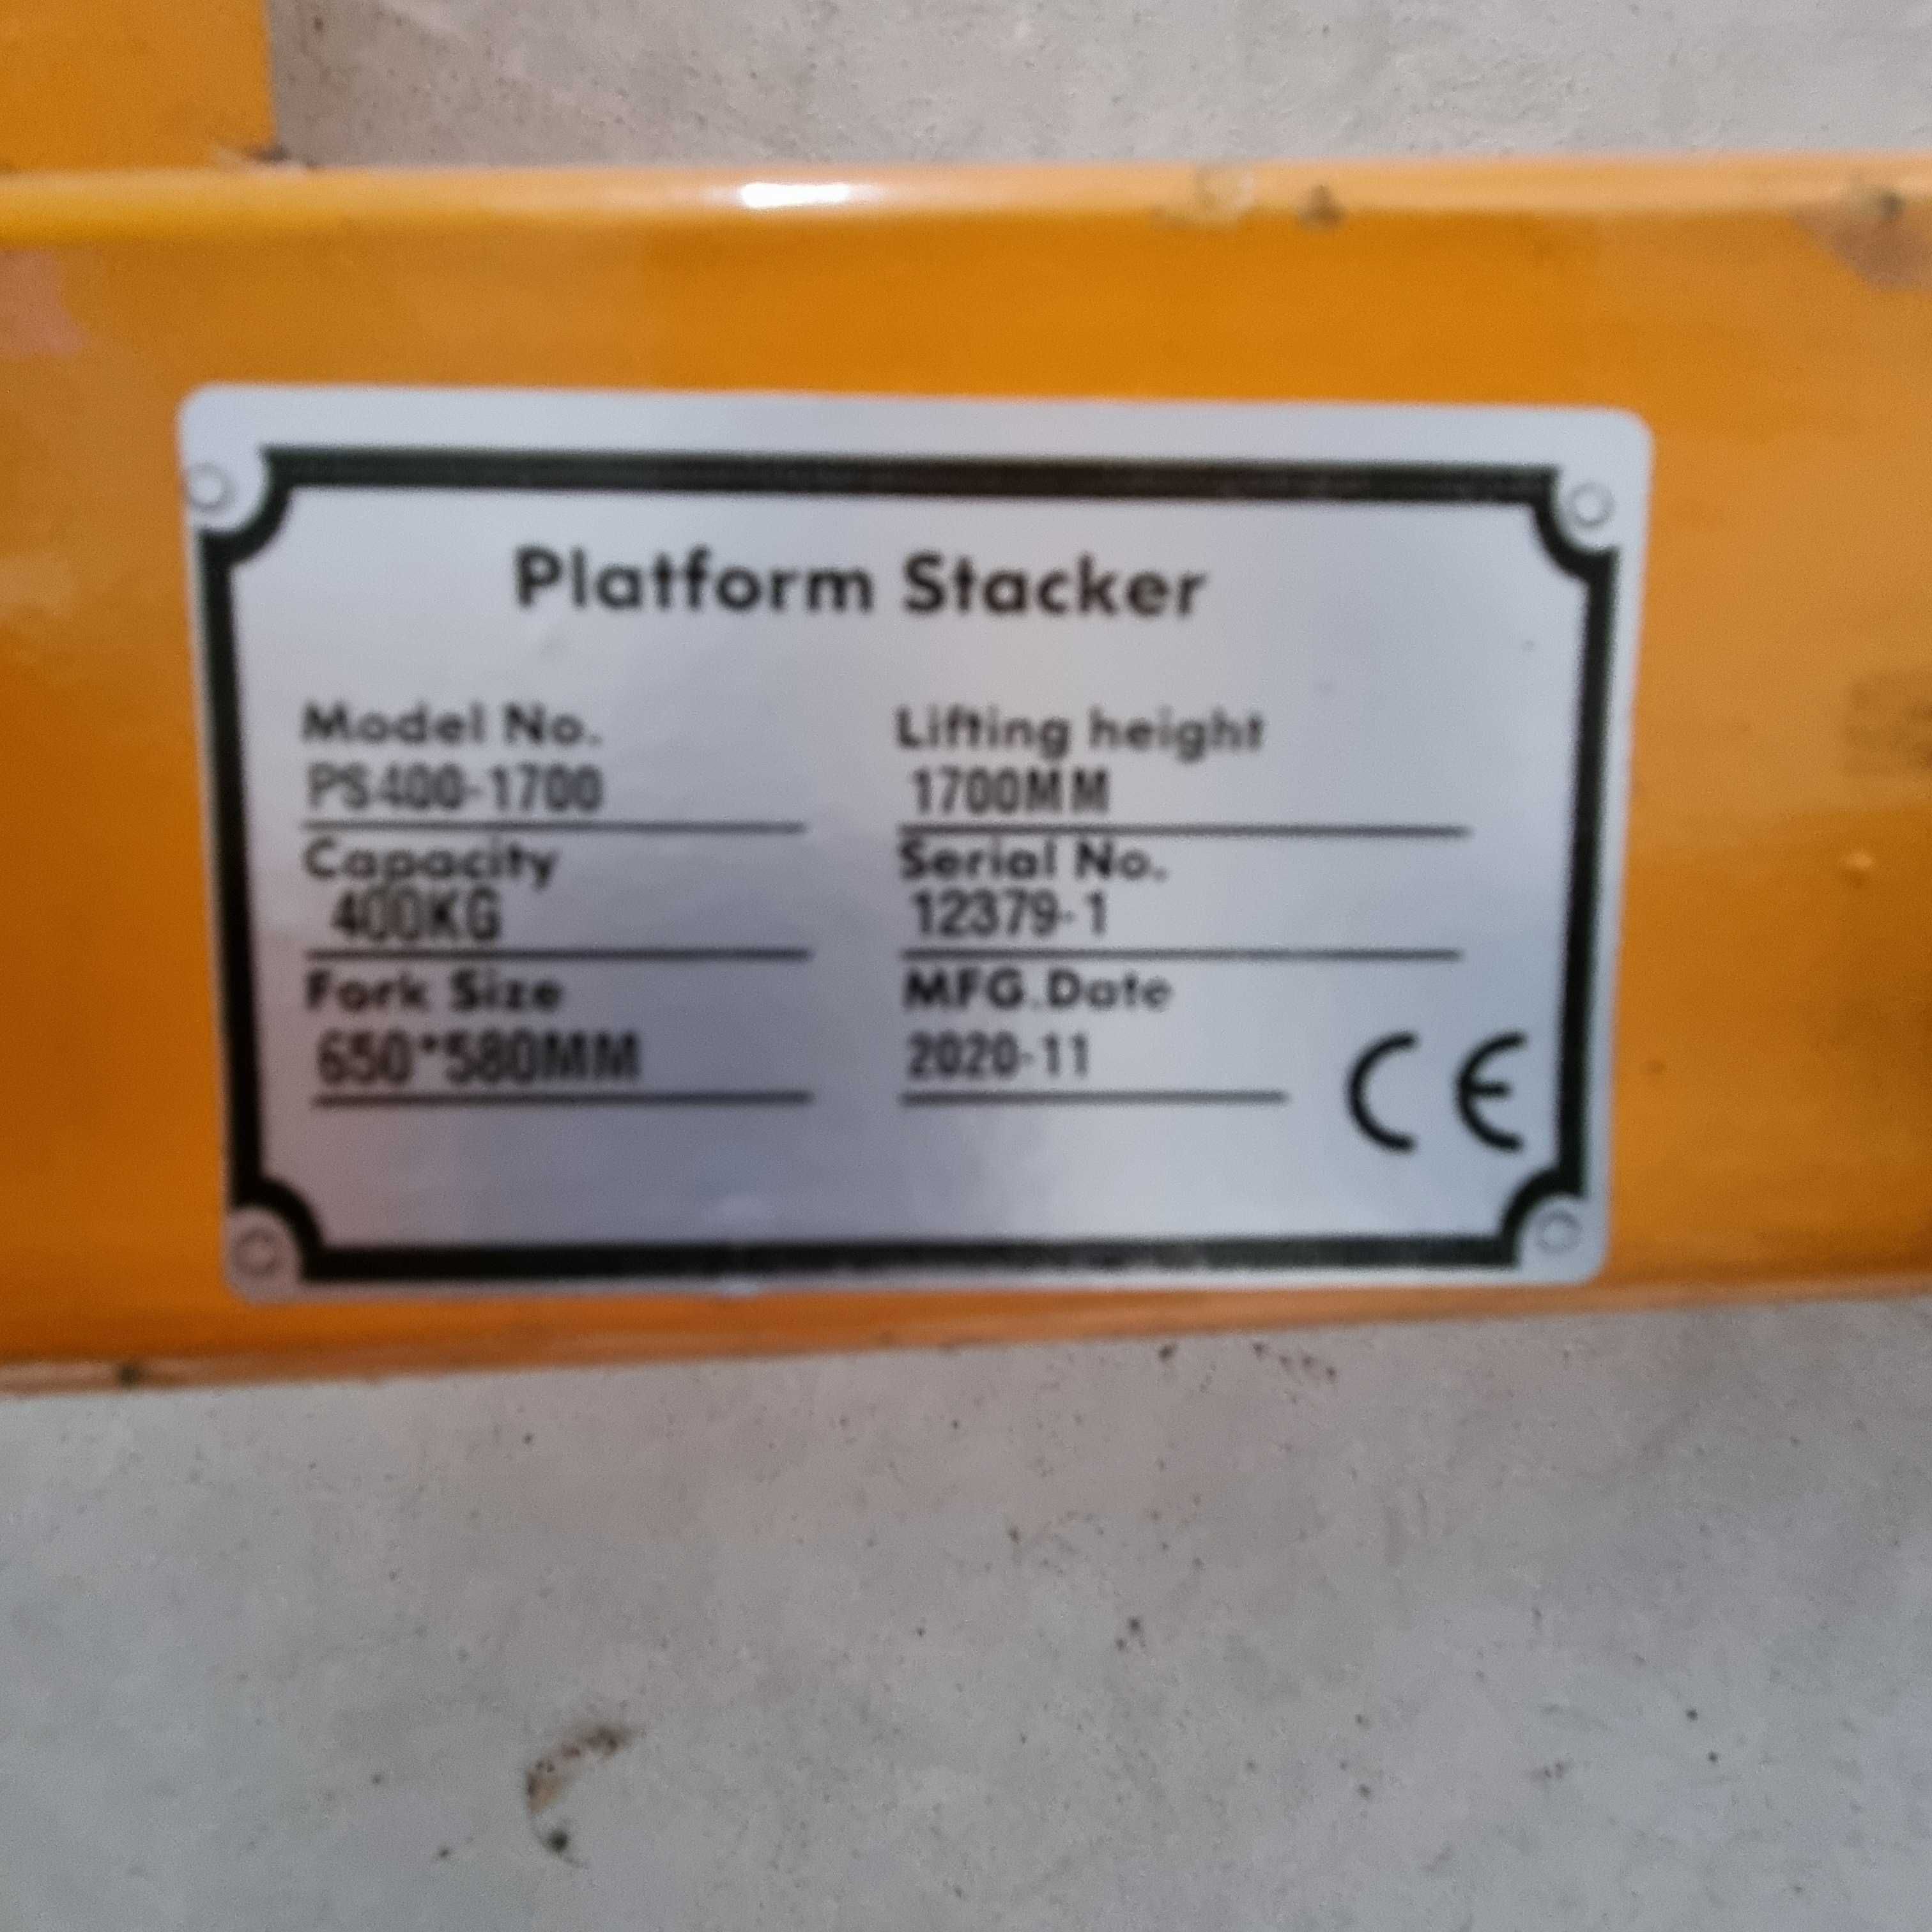 Platform Stacker
Model No.
PS400-1700
Lifting height
1700MM
Capacity
400KG
Serial No.
12379-1
Fork Size
650*580MM
MFG.Date
2020-11
CE